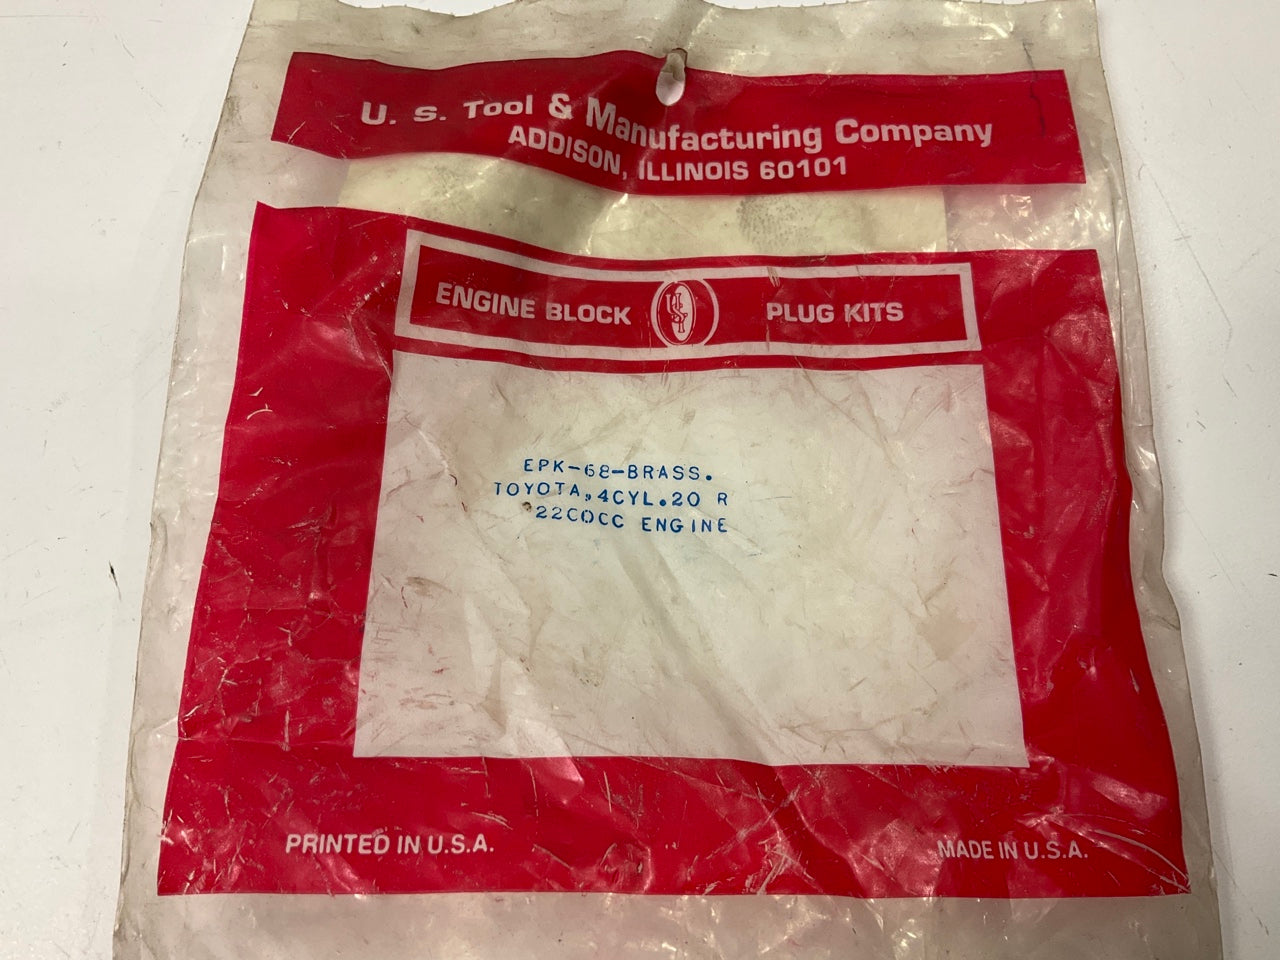 U. S. Tool & Manufacturing Company
ADDISON, ILLINOIS 60101
ENGINE BLOCK PLUG KITS
EPK-68-BRASS.
TOYOTA,4CYL.20 R
22COCC ENGINE
PRINTED IN U.S.A.
MADE IN U.S.A.